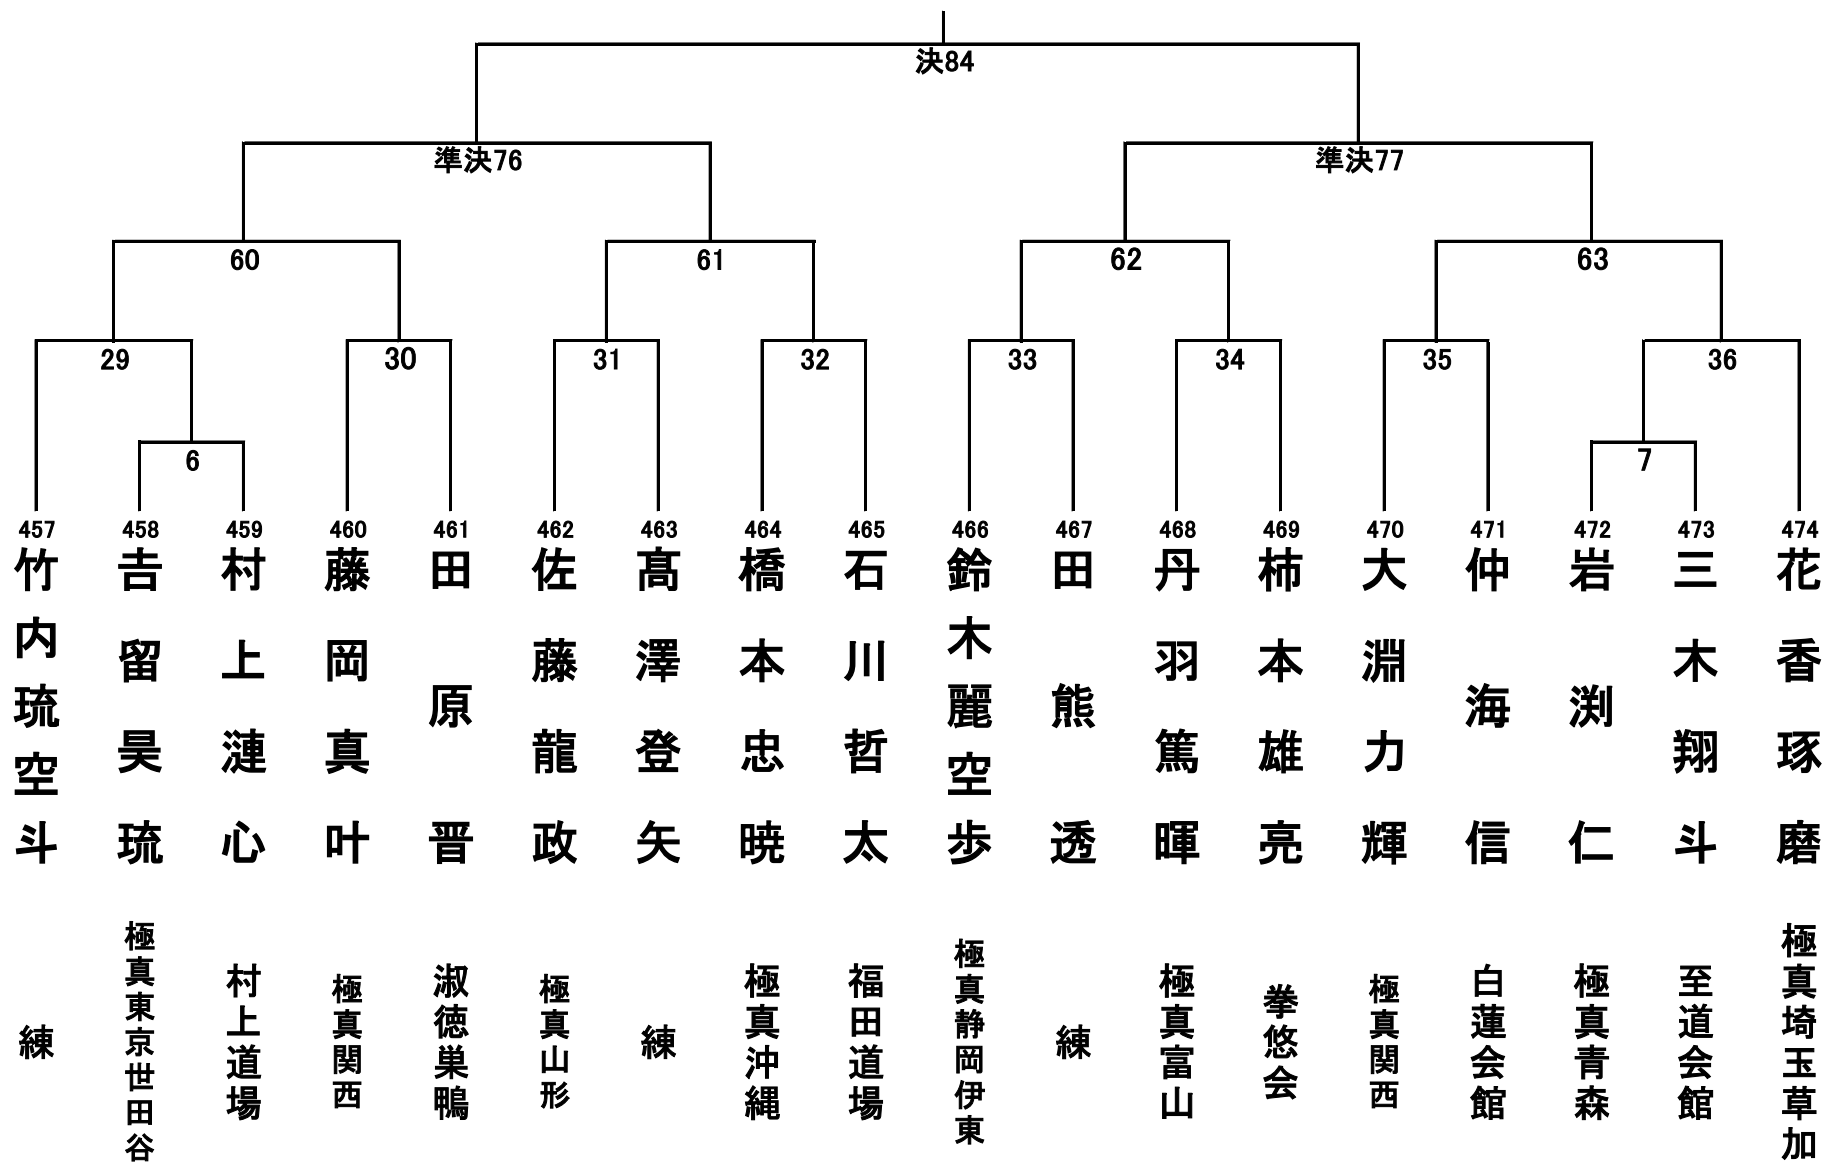 決84
準決76
準決77
60
61
62
63
29
30
31
32
33
34
35
36
6
7
457
竹内琉空斗
練
458
𠮷留昊琉
極真東京世田谷
459
村上漣心
村上道場
460
藤岡真叶
極真関西
461
田原晋
淑徳巣鴨
462
佐藤龍政
極真山形
463
髙澤登矢
練
464
橋本忠暁
極真沖縄
465
石川哲太
福田道場
466
鈴木麗空歩
極真静岡伊東
467
田熊透
練
468
丹羽篤暉
極真富山
469
柿本雄亮
拳悠会
470
大淵力輝
極真関西
471
仲海信
白蓮会館
472
岩渕仁
極真青森
473
三木翔斗
至道会館
474
花香琢磨
極真埼玉草加